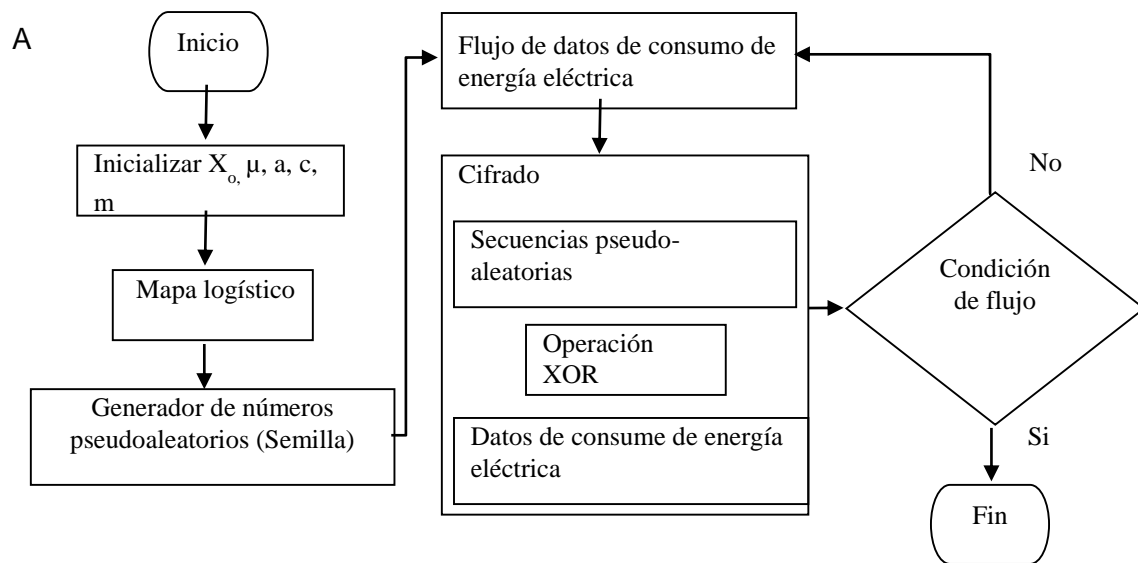 A
Inicio
Inicializar Xo, µ, a, c,
m
Mapa logístico
Generador de números
pseudoaleatorios (Semilla)
Flujo de datos de consumo de
energía eléctrica
Cifrado
Secuencias pseudo-
aleatorias
Operación
XOR
Datos de consume de energía
eléctrica
Condición
de flujo
No
Si
Fin